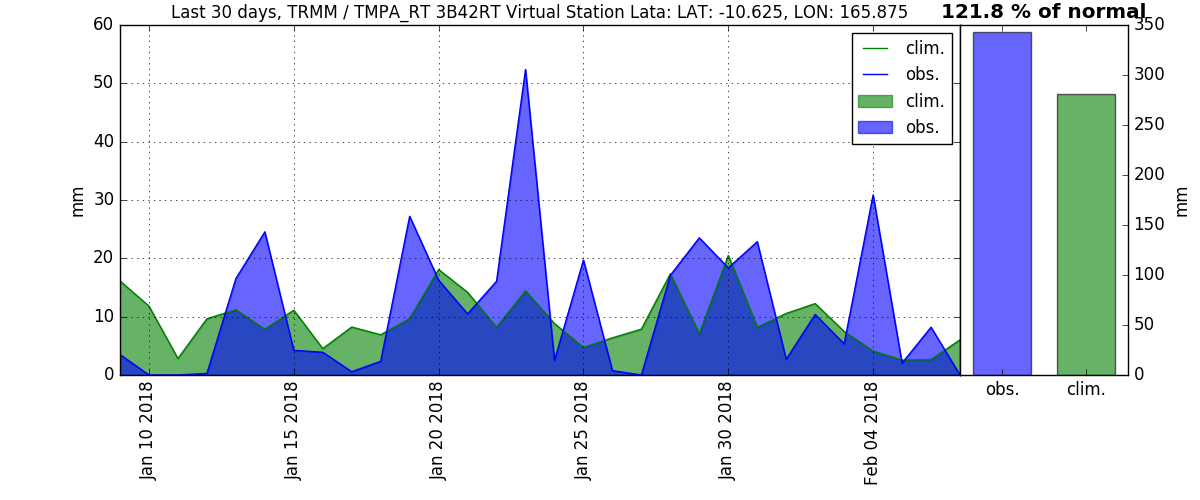 Last 30 days, TRMM / TMPA_RT 3B42RT Virtual Station Lata: LAT: -10.625, LON: 165.875
121.8 % of normal
60
50
40
30
20
10
0
mm
clim.
obs.
clim.
obs.
Jan 10 2018
Jan 15 2018
Jan 20 2018
Jan 25 2018
Jan 30 2018
Feb 04 2018
350
300
250
200
150
100
50
0
mm
obs.
clim.